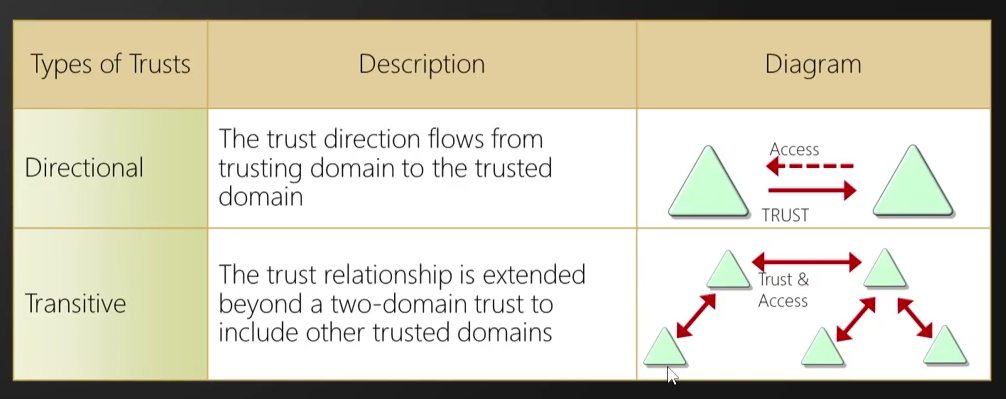 Types of Trusts
Description
Diagram
Directional
The trust direction flows from
trusting domain to the trusted
domain
Access
TRUST
Transitive
The trust relationship is extended
beyond a two-domain trust to
include other trusted domains
Trust &
Access